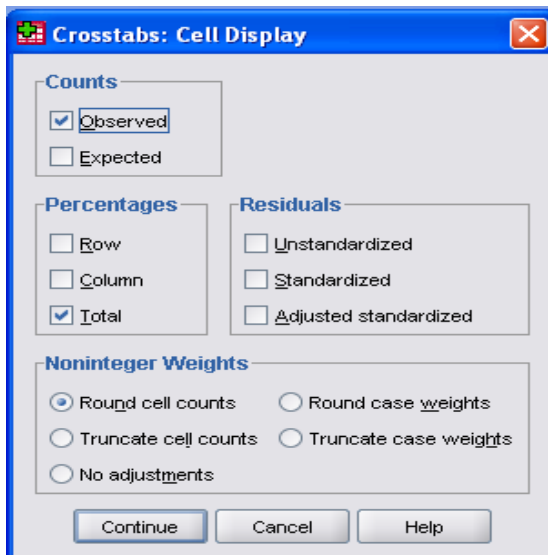 Crosstabs: Cell Display
Counts
Observed
Expected
Percentages
Row
Column
Total
Residuals
Unstandardized
Standardized
Adjusted standardized
Noninteger Weights
Round cell counts Round case weights
Truncate cell counts Truncate case weights
No adjustments
Continue Cancel Help